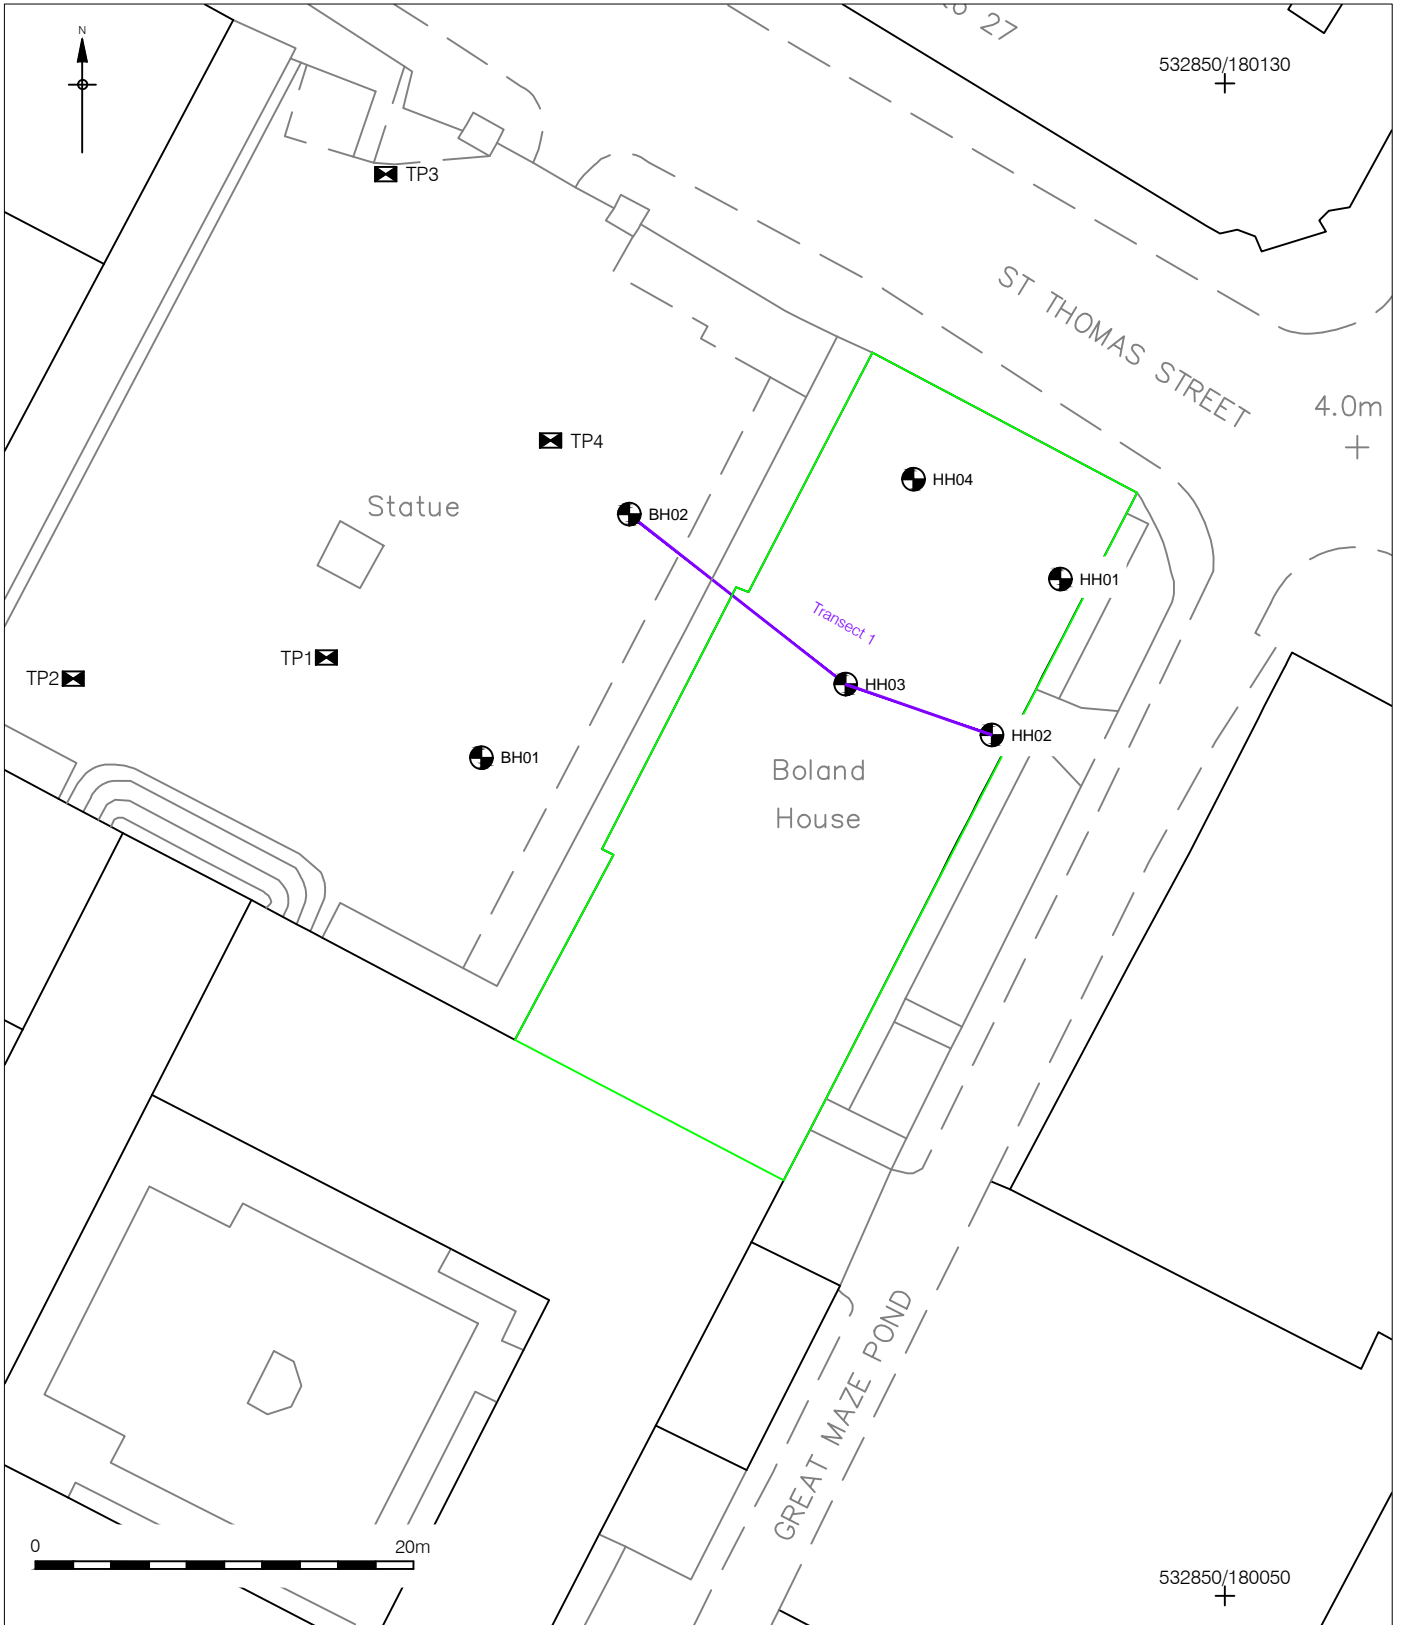 N
27
532850/180130
TP3
ST THOMAS STREET
4.0m
TP4
HH04
Statue
BH02
HH01
Transect 1
TP1
TP2
HH03
HH02
BH01
Boland
House
GREAT MAZE POND
0
20m
532850/180050